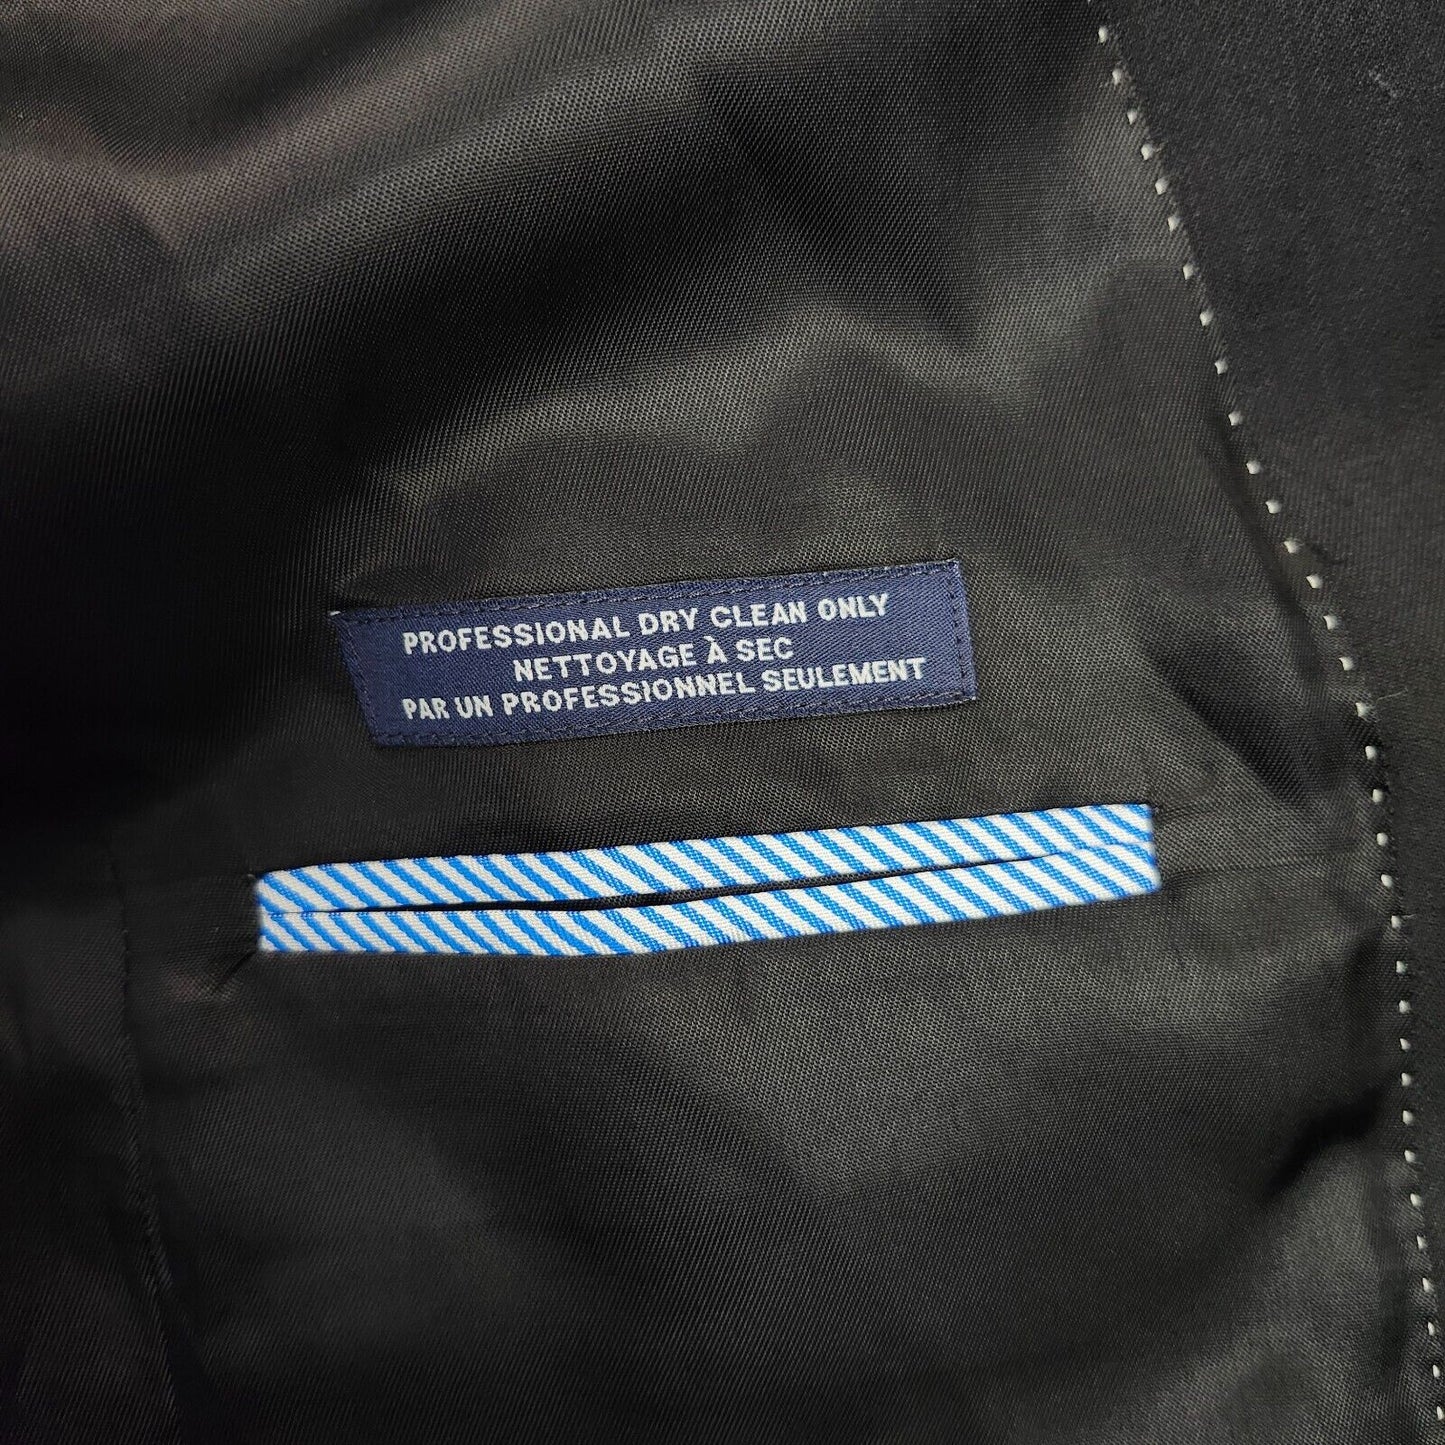 PROFESSIONAL DRY CLEAN ONLY
NETTOYAGE À SEC
PAR UN PROFESSIONNEL SEULEMENT